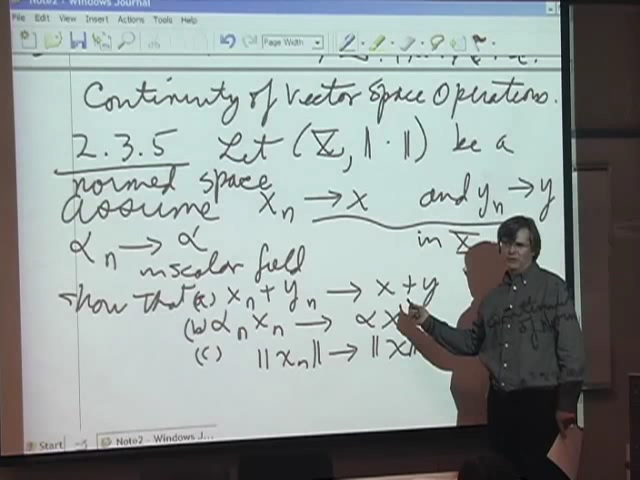 Windows Journal
File Edit View Insert Actions Tools Help
Page Width
Continuity of Vector Space Operations.
2.3.5 Let (X, ‖·‖) be a
normed space
assume xₙ → x and yₙ → y
in X
αₙ → α
in scalar field
Show that (a) xₙ + yₙ → x + y
(b) αₙ xₙ → αx
(c) ‖xₙ‖ → ‖x‖
Start Note2 - Windows J...